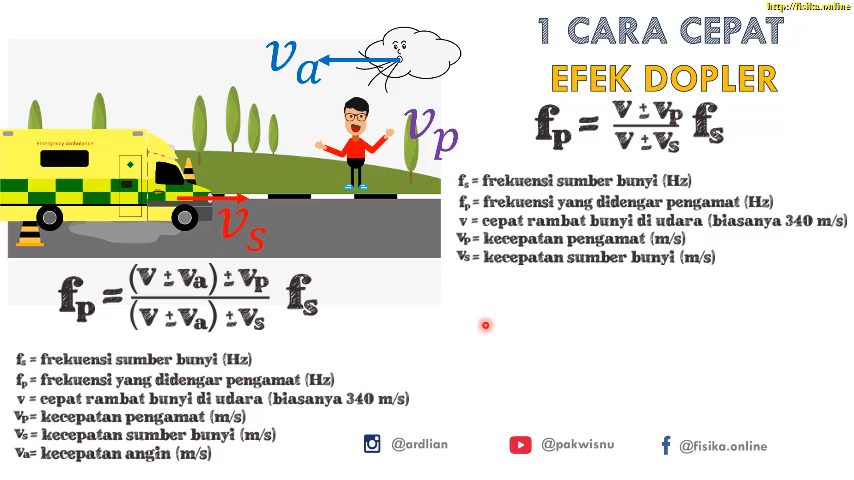 http://fisika.online
1 CARA CEPAT
EFEK DOPLER
fp = (v ± vp) / (v ± vs) fs
fs = frekuensi sumber bunyi (Hz)
fp = frekuensi yang didengar pengamat (Hz)
v = cepat rambat bunyi di udara (biasanya 340 m/s)
vp = kecepatan pengamat (m/s)
vs = kecepatan sumber bunyi (m/s)
va
vp
Emergency Ambulance
vs
fp = ((v ± va) ± vp) / ((v ± va) ± vs) fs
fs = frekuensi sumber bunyi (Hz)
fp = frekuensi yang didengar pengamat (Hz)
v = cepat rambat bunyi di udara (biasanya 340 m/s)
vp = kecepatan pengamat (m/s)
vs = kecepatan sumber bunyi (m/s)
va = kecepatan angin (m/s)
@ardlian
@pakwisnu
@fisika.online